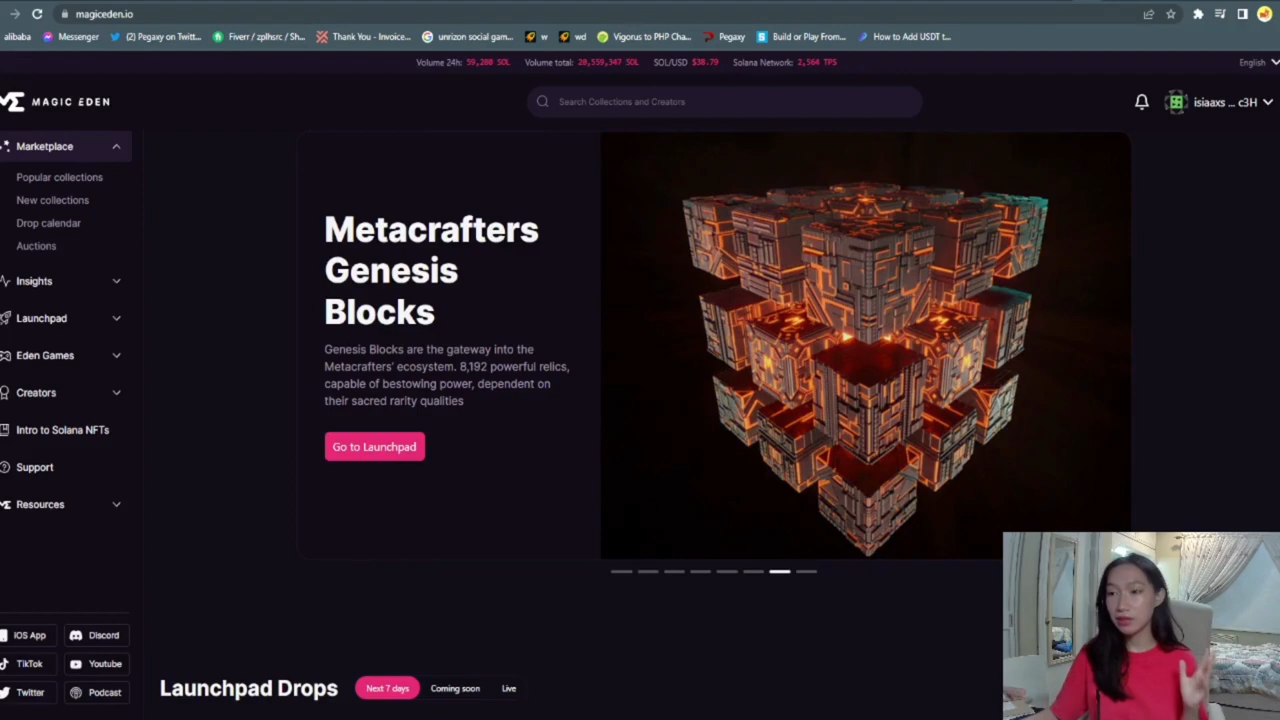 magiceden.io
alibaba Messenger (2) Pegaxy on Twitt... Fiverr / zplhsrc / Sh... Thank You - Invoice... unrizon social gam... w wd Vigorus to PHP Cha... Pegaxy Build or Play From... How to Add USDT t...
Volume 24h: 59,280 SOL Volume total: 20,559,347 SOL SOL/USD $38.79 Solana Network: 2,564 TPS English
MAGIC EDEN
Search Collections and Creators
isiaaxs ... c3H
Marketplace
Popular collections
New collections
Drop calendar
Auctions
Insights
Launchpad
Eden Games
Creators
Intro to Solana NFTs
Support
Resources
iOS App Discord
TikTok Youtube
Twitter Podcast
Metacrafters
Genesis
Blocks
Genesis Blocks are the gateway into the
Metacrafters' ecosystem. 8,192 powerful relics,
capable of bestowing power, dependent on
their sacred rarity qualities
Go to Launchpad
Launchpad Drops Next 7 days Coming soon Live